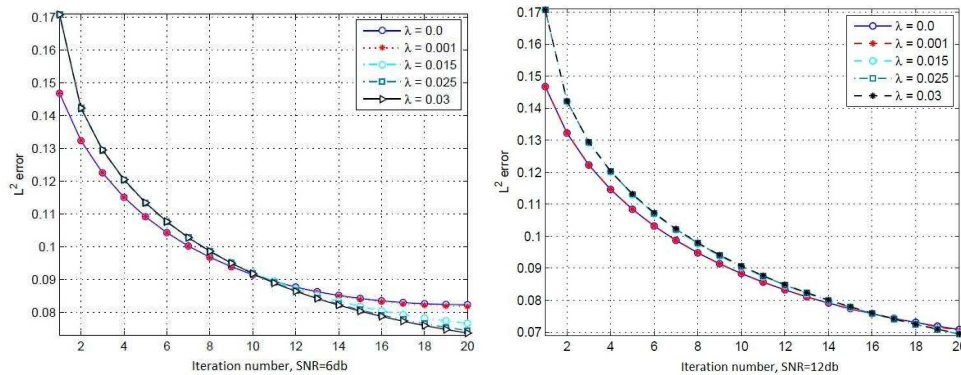 0.17
0.16
0.15
0.14
0.13
0.12
0.11
0.1
0.09
0.08
L² error
λ = 0.0
λ = 0.001
λ = 0.015
λ = 0.025
λ = 0.03
2 4 6 8 10 12 14 16 18 20
Iteration number, SNR=6db
0.17
0.16
0.15
0.14
0.13
0.12
0.11
0.1
0.09
0.08
0.07
L² error
λ = 0.0
λ = 0.001
λ = 0.015
λ = 0.025
λ = 0.03
2 4 6 8 10 12 14 16 18 20
Iteration number, SNR=12db